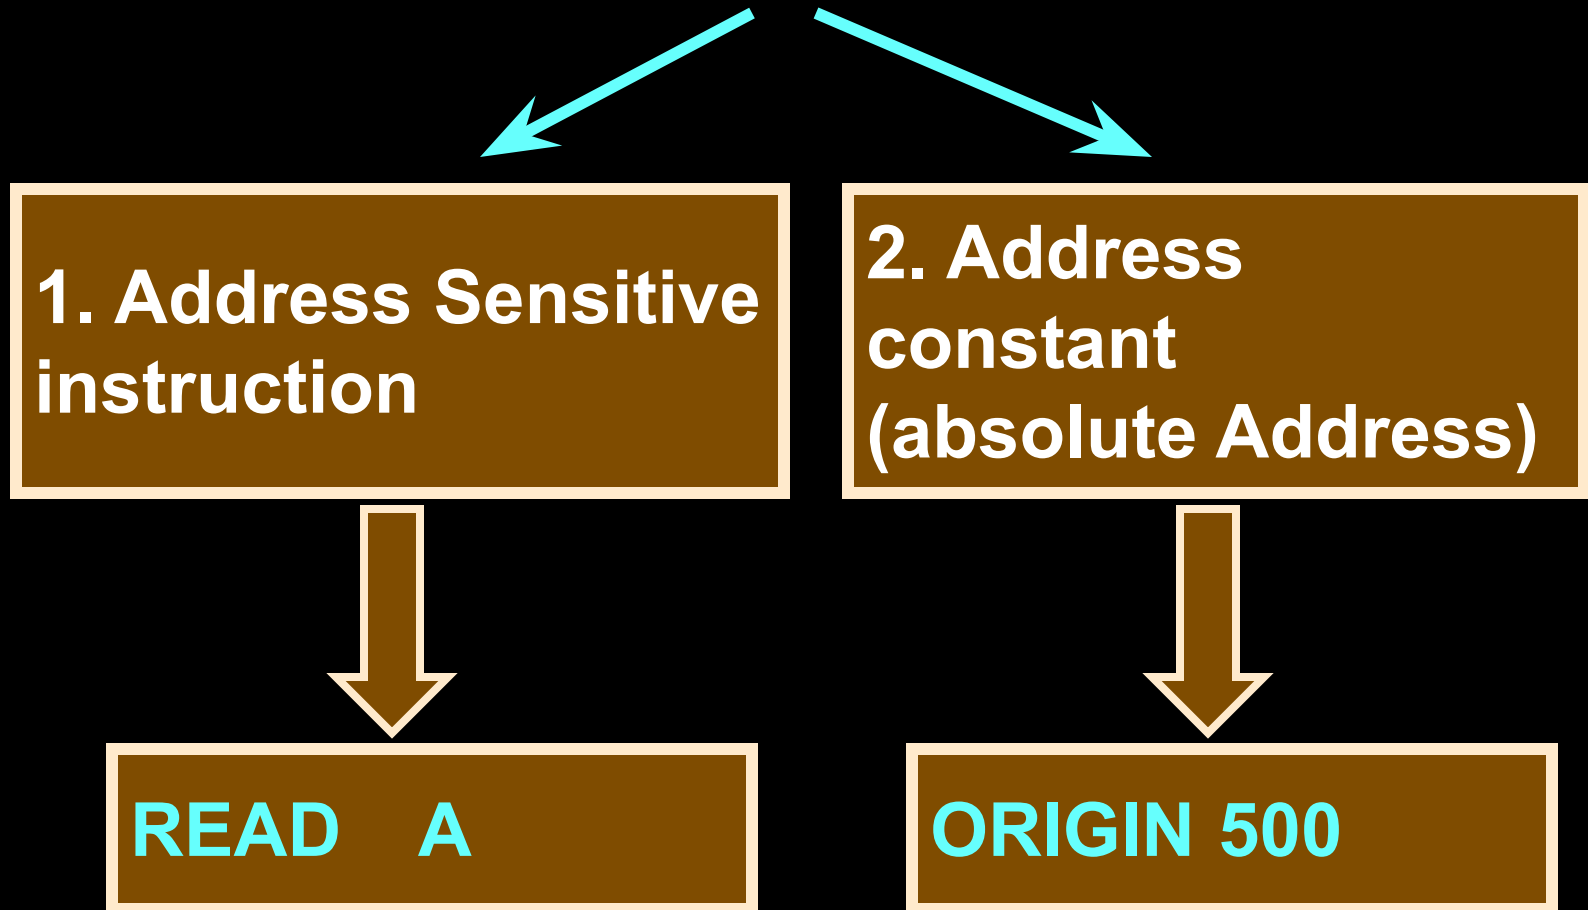 1. Address Sensitive
instruction
2. Address
constant
(absolute Address)
READ A
ORIGIN 500